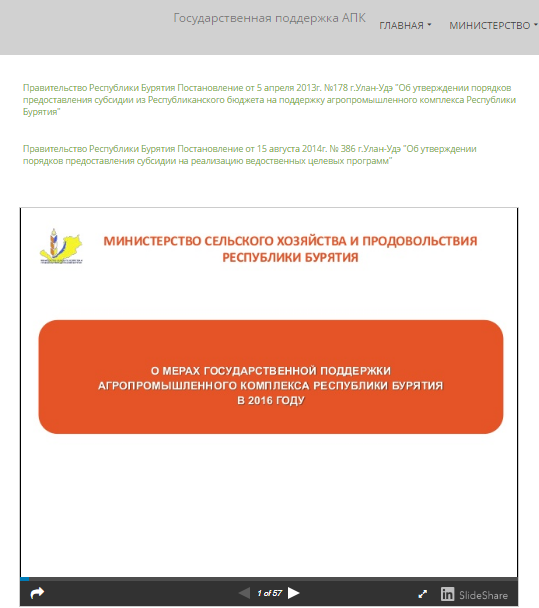 Государственная поддержка АПК
ГЛАВНАЯ
МИНИСТЕРСТВО
Правительство Республики Бурятия Постановление от 5 апреля 2013г. №178 г.Улан-Удэ "Об утверждении порядков
предоставления субсидии из Республиканского бюджета на поддержку агропромышленного комплекса Республики
Бурятия"
Правительство Республики Бурятия Постановление от 15 августа 2014г. № 386 г.Улан-Удэ "Об утверждении
порядков предоставления субсидии на реализацию ведоственных целевых программ"
МИНИСТЕРСТВО СЕЛЬСКОГО ХОЗЯЙСТВА И ПРОДОВОЛЬСТВИЯ
РЕСПУБЛИКИ БУРЯТИЯ
О МЕРАХ ГОСУДАРСТВЕННОЙ ПОДДЕРЖКИ
АГРОПРОМЫШЛЕННОГО КОМПЛЕКСА РЕСПУБЛИКИ БУРЯТИЯ
В 2016 ГОДУ
1 of 57
in SlideShare